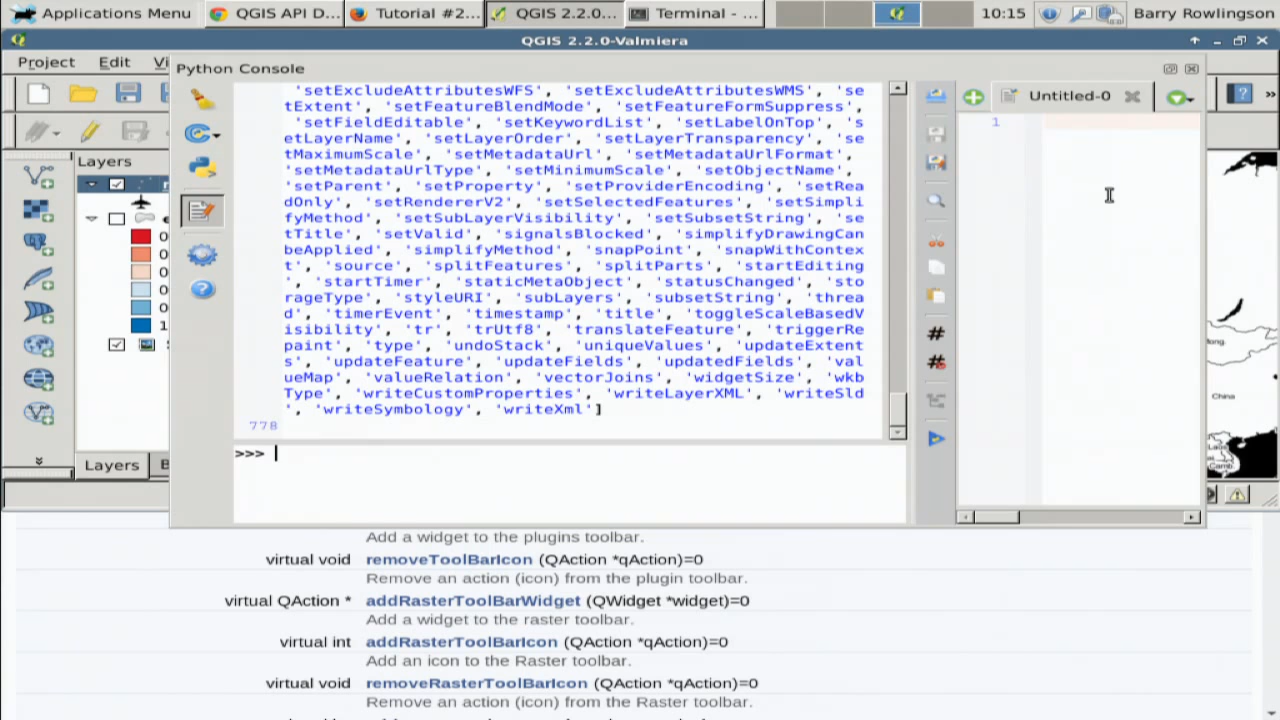 Applications Menu
QGIS API D...
Tutorial #2...
QGIS 2.2.0...
Terminal - ...
10:15
Barry Rowlingson
QGIS 2.2.0-Valmiera
Project Edit Vi
Python Console
'setExcludeAttributesWFS', 'setExcludeAttributesWMS', 'se
tExtent', 'setFeatureBlendMode', 'setFeatureFormSuppress',
'setFieldEditable', 'setKeywordList', 'setLabelOnTop', 's
etLayerName', 'setLayerOrder', 'setLayerTransparency', 'se
tMaximumScale', 'setMetadataUrl', 'setMetadataUrlFormat',
'setMetadataUrlType', 'setMinimumScale', 'setObjectName',
'setParent', 'setProperty', 'setProviderEncoding', 'setRea
dOnly', 'setRendererV2', 'setSelectedFeatures', 'setSimpli
fyMethod', 'setSubLayerVisibility', 'setSubsetString', 'se
tTitle', 'setValid', 'signalsBlocked', 'simplifyDrawingCan
beApplied', 'simplifyMethod', 'snapPoint', 'snapWithContex
t', 'source', 'splitFeatures', 'splitParts', 'startEditing
', 'startTimer', 'staticMetaObject', 'statusChanged', 'sto
rageType', 'styleURI', 'subLayers', 'subsetString', 'threa
d', 'timerEvent', 'timestamp', 'title', 'toggleScaleBasedV
isibility', 'tr', 'trUtf8', 'translateFeature', 'triggerRe
paint', 'type', 'undoStack', 'uniqueValues', 'updateExtent
s', 'updateFeature', 'updateFields', 'updatedFields', 'val
ueMap', 'valueRelation', 'vectorJoins', 'widgetSize', 'wkb
Type', 'writeCustomProperties', 'writeLayerXML', 'writeSld
', 'writeSymbology', 'writeXml']
778
>>>
Untitled-0
1
Layers
0
0
0
0
0
1
Layers
China
Camb.
Add a widget to the plugins toolbar.
virtual void removeToolBarIcon (QAction *qAction)=0
Remove an action (icon) from the plugin toolbar.
virtual QAction * addRasterToolBarWidget (QWidget *widget)=0
Add a widget to the raster toolbar.
virtual int addRasterToolBarIcon (QAction *qAction)=0
Add an icon to the Raster toolbar.
virtual void removeRasterToolBarIcon (QAction *qAction)=0
Remove an action (icon) from the Raster toolbar.